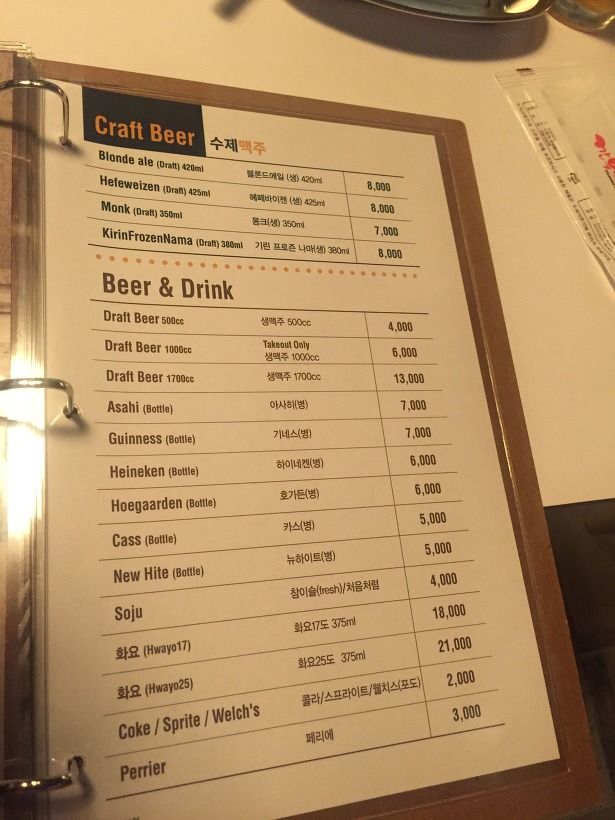 Craft Beer 수제맥주
Blonde ale (Draft) 420ml 블론드에일 (생) 420ml 8,000
Hefeweizen (Draft) 425ml 헤페바이젠 (생) 425ml 8,000
Monk (Draft) 350ml 몽크(생) 350ml 7,000
KirinFrozenNama (Draft) 380ml 기린 프로즌 나마(생) 380ml 8,000
Beer & Drink
Draft Beer 500cc 생맥주 500cc 4,000
Takeout Only
Draft Beer 1000cc 생맥주 1000cc 6,000
Draft Beer 1700cc 생맥주 1700cc 13,000
Asahi (Bottle) 아사히(병) 7,000
Guinness (Bottle) 기네스(병) 7,000
Heineken (Bottle) 하이네켄(병) 6,000
Hoegaarden (Bottle) 호가든(병) 6,000
Cass (Bottle) 카스(병) 5,000
New Hite (Bottle) 뉴하이트(병) 5,000
Soju 참이슬(fresh)/처음처럼 4,000
화요 (Hwayo17) 화요17도 375ml 18,000
화요 (Hwayo25) 화요25도 375ml 21,000
Coke / Sprite / Welch's 콜라/스프라이트/웰치스(포도) 2,000
Perrier 페리에 3,000